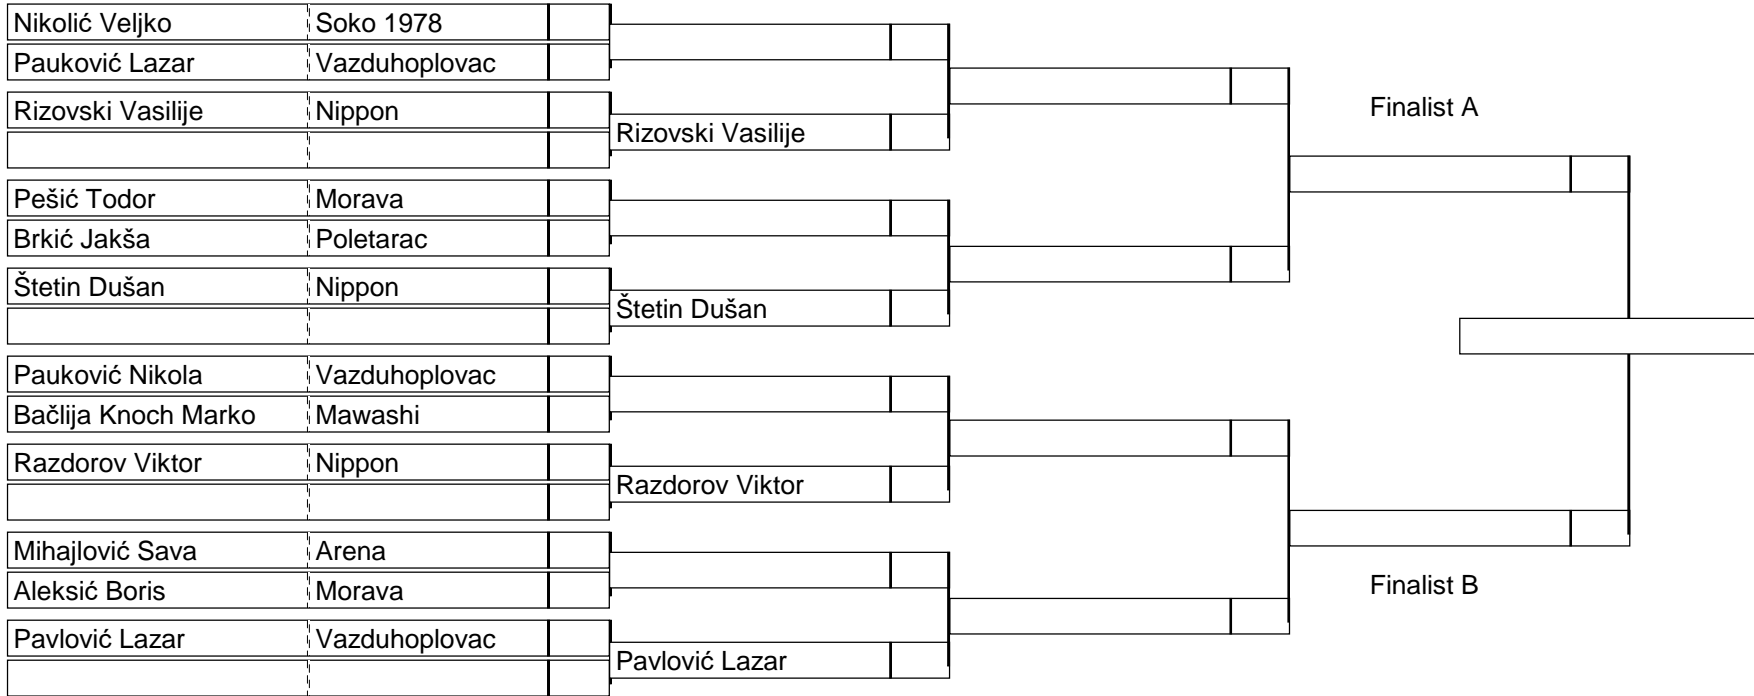 Nikolić Veljko Soko 1978
Pauković Lazar Vazduhoplovac
Rizovski Vasilije Nippon
Rizovski Vasilije
Pešić Todor Morava
Brkić Jakša Poletarac
Štetin Dušan Nippon
Štetin Dušan
Pauković Nikola Vazduhoplovac
Bačlija Knoch Marko Mawashi
Razdorov Viktor Nippon
Razdorov Viktor
Mihajlović Sava Arena
Aleksić Boris Morava
Pavlović Lazar Vazduhoplovac
Pavlović Lazar
Finalist A
Finalist B